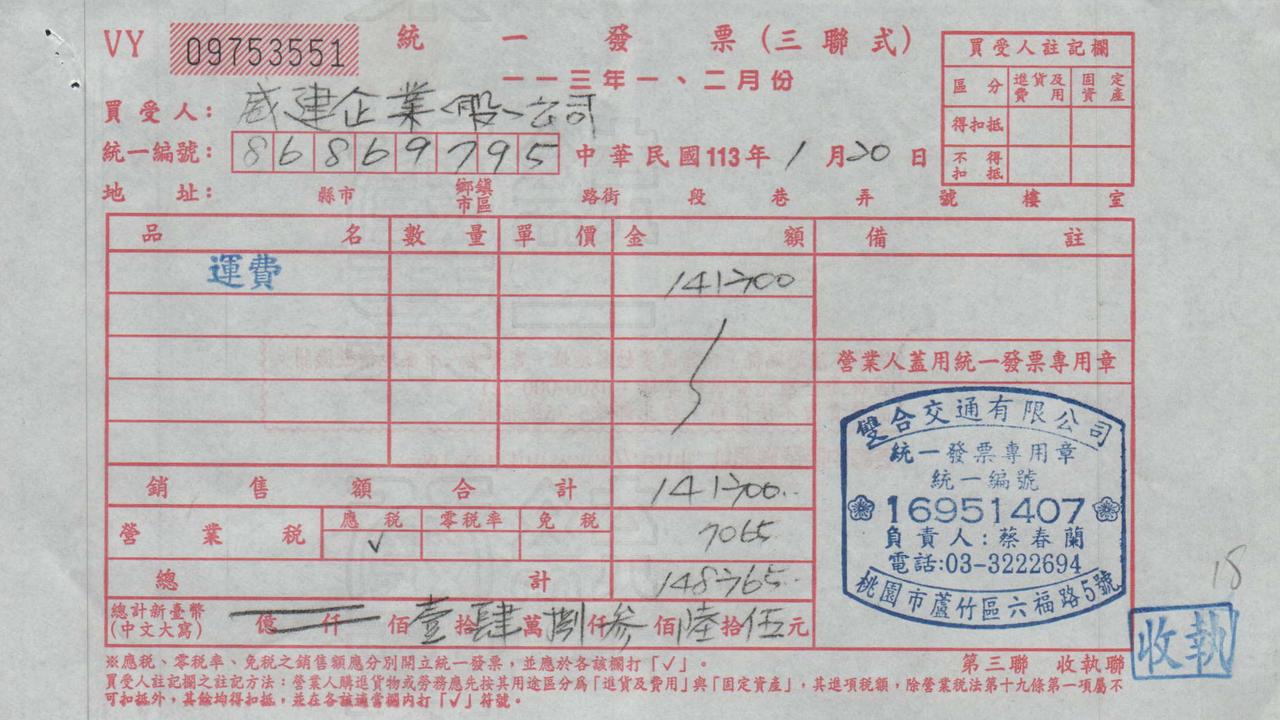 VY 09753551 統一發票(三聯式)
一一三年一、二月份
買受人: 威建企業(股)公司
統一編號: 86869795 中華民國113年1月20日
地址: 縣市 鄉鎮市區 路街 段 巷 弄 號 樓 室
買受人註記欄
區分 進貨及費用 固定資產
得扣抵
不得扣抵
品名 數量 單價 金額 備註
運費 141300
營業人蓋用統一發票專用章
雙合交通有限公司
統一發票專用章
統一編號
16951407
負責人:蔡春蘭
電話:03-3222694
桃園市蘆竹區六福路5號
銷售額合計 141300
營業稅 應稅 零稅率 免稅 7065
✓
總計 148365
總計新臺幣(中文大寫) 億仟佰壹拾肆萬捌仟參佰陸拾伍元
18
收執
※應稅、零稅率、免稅之銷售額應分別開立統一發票,並應於各該欄打「✓」。 第三聯 收執聯
買受人註記欄之註記方法:營業人購進貨物或勞務應先按其用途區分為「進貨及費用」與「固定資產」,其進項稅額,除營業稅法第十九條第一項屬不
可扣抵外,其餘均得扣抵,並在各該適當欄內打「✓」符號。